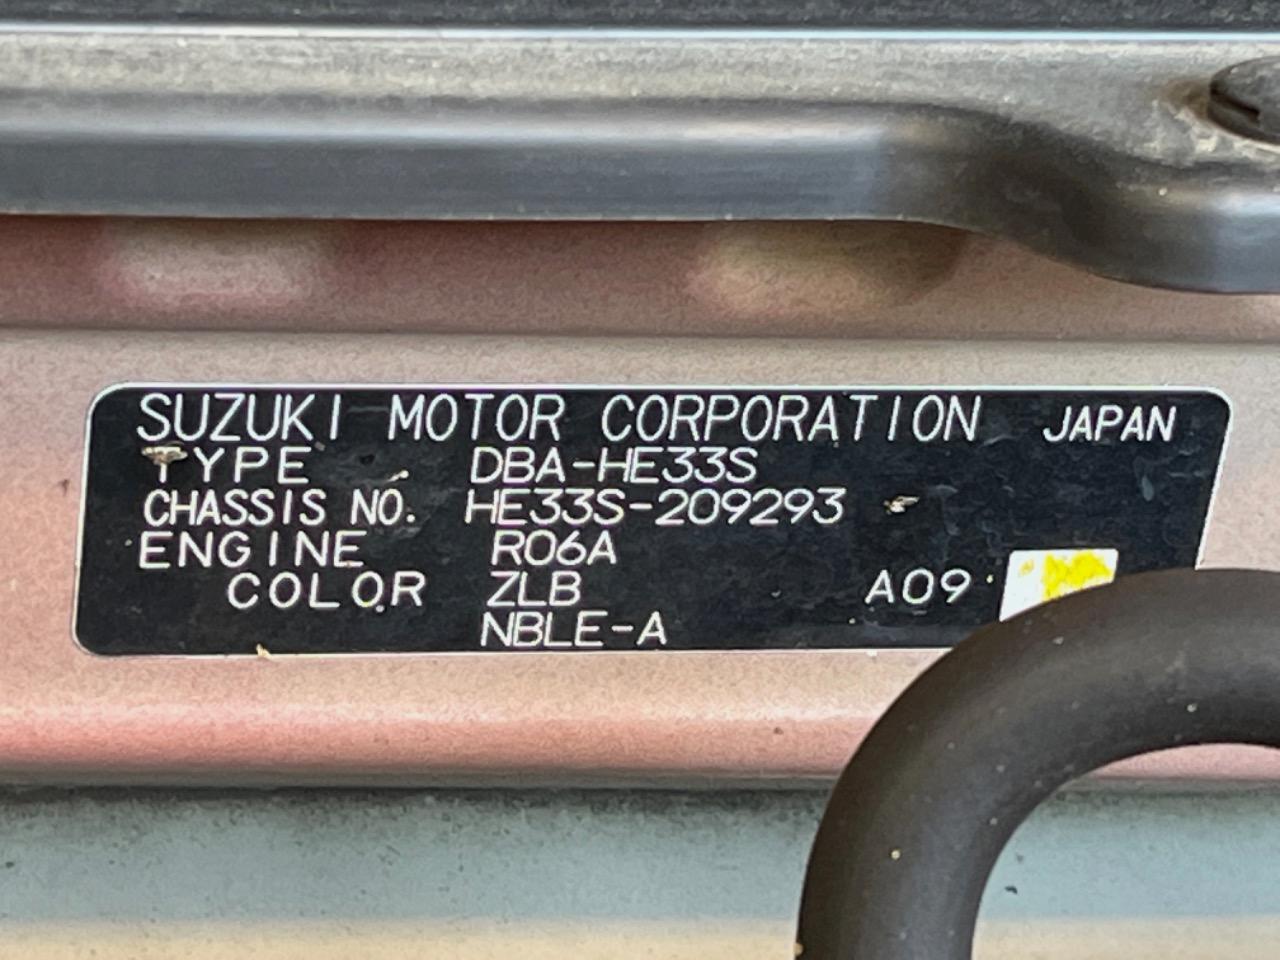 SUZUKI MOTOR CORPORATION JAPAN
TYPE DBA-HE33S
CHASSIS NO. HE33S-209293
ENGINE R06A
COLOR ZLB A09
NBLE-A